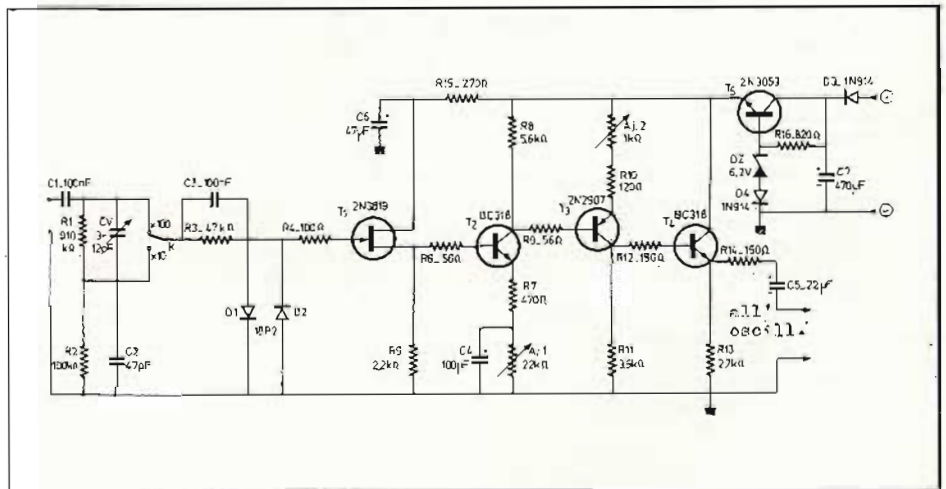 C1_100nF
R1
910
kΩ
CV
3-
12pF
x100
k
x10
R2
100kΩ
C2
47pF
C3_100nF
R3_47kΩ
R4_100Ω
D1
D2
T1
2N3819
C6
47µF
R15_270Ω
R6_56Ω
R5
2,2kΩ
T2
BC318
R8
5,6kΩ
R7
470Ω
C4
100µF
Aj.1
22kΩ
R9_56Ω
Aj.2
1kΩ
R10
120Ω
T3
2N2907
R12_150Ω
R11
T4
BC318
R13
2,7kΩ
R14_150Ω
C5_22µF
all'
oscill.
T5
2N3053
D3_1N914
+
R16_820Ω
DZ
6,2V
D4
1N914
C7
470µF
-